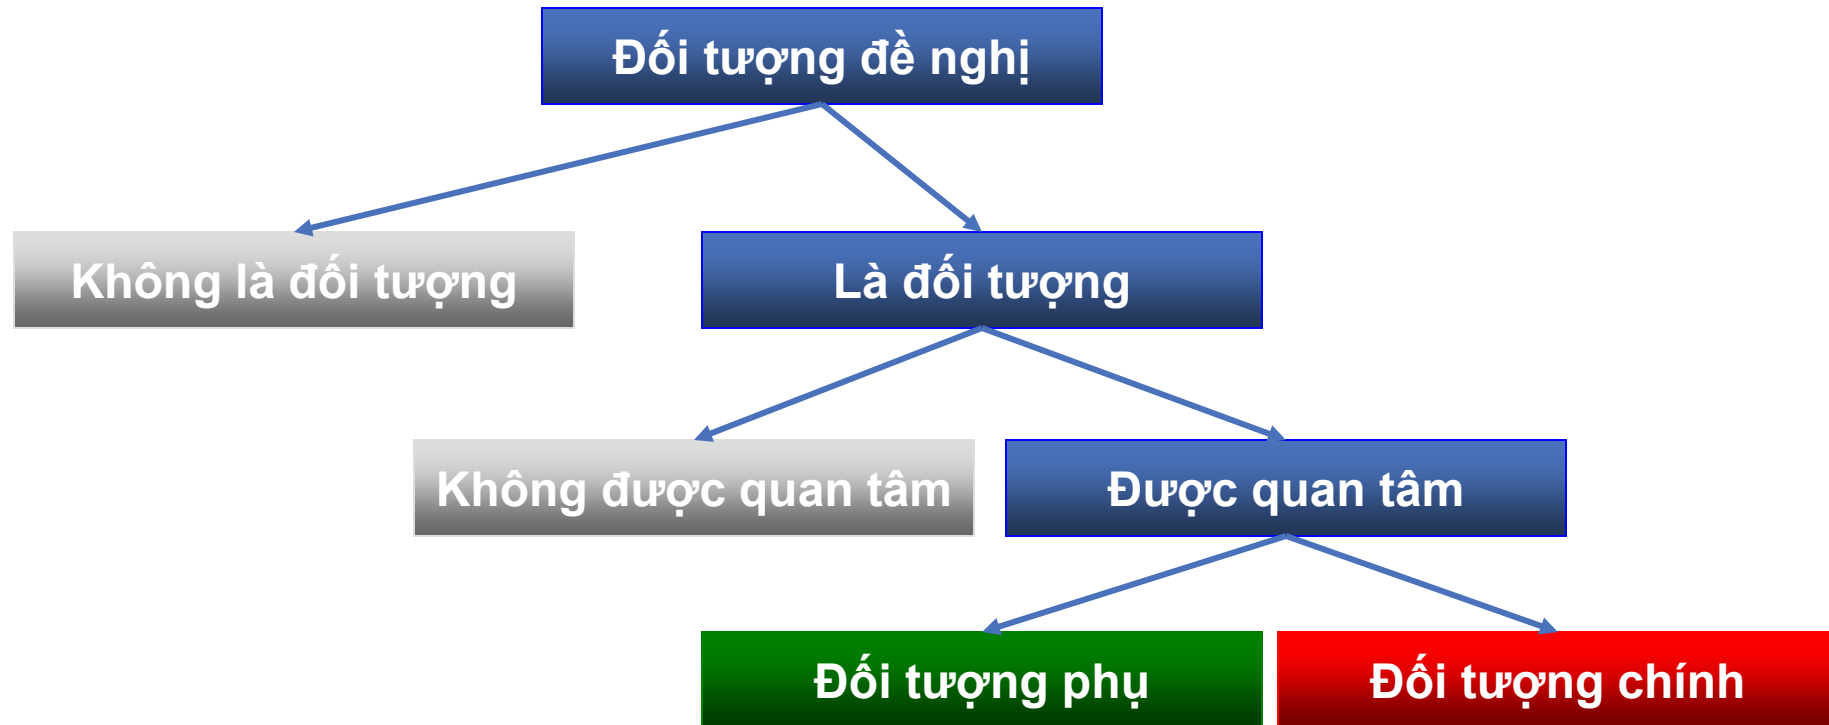 Đối tượng đề nghị
Không là đối tượng
Là đối tượng
Không được quan tâm
Được quan tâm
Đối tượng phụ
Đối tượng chính